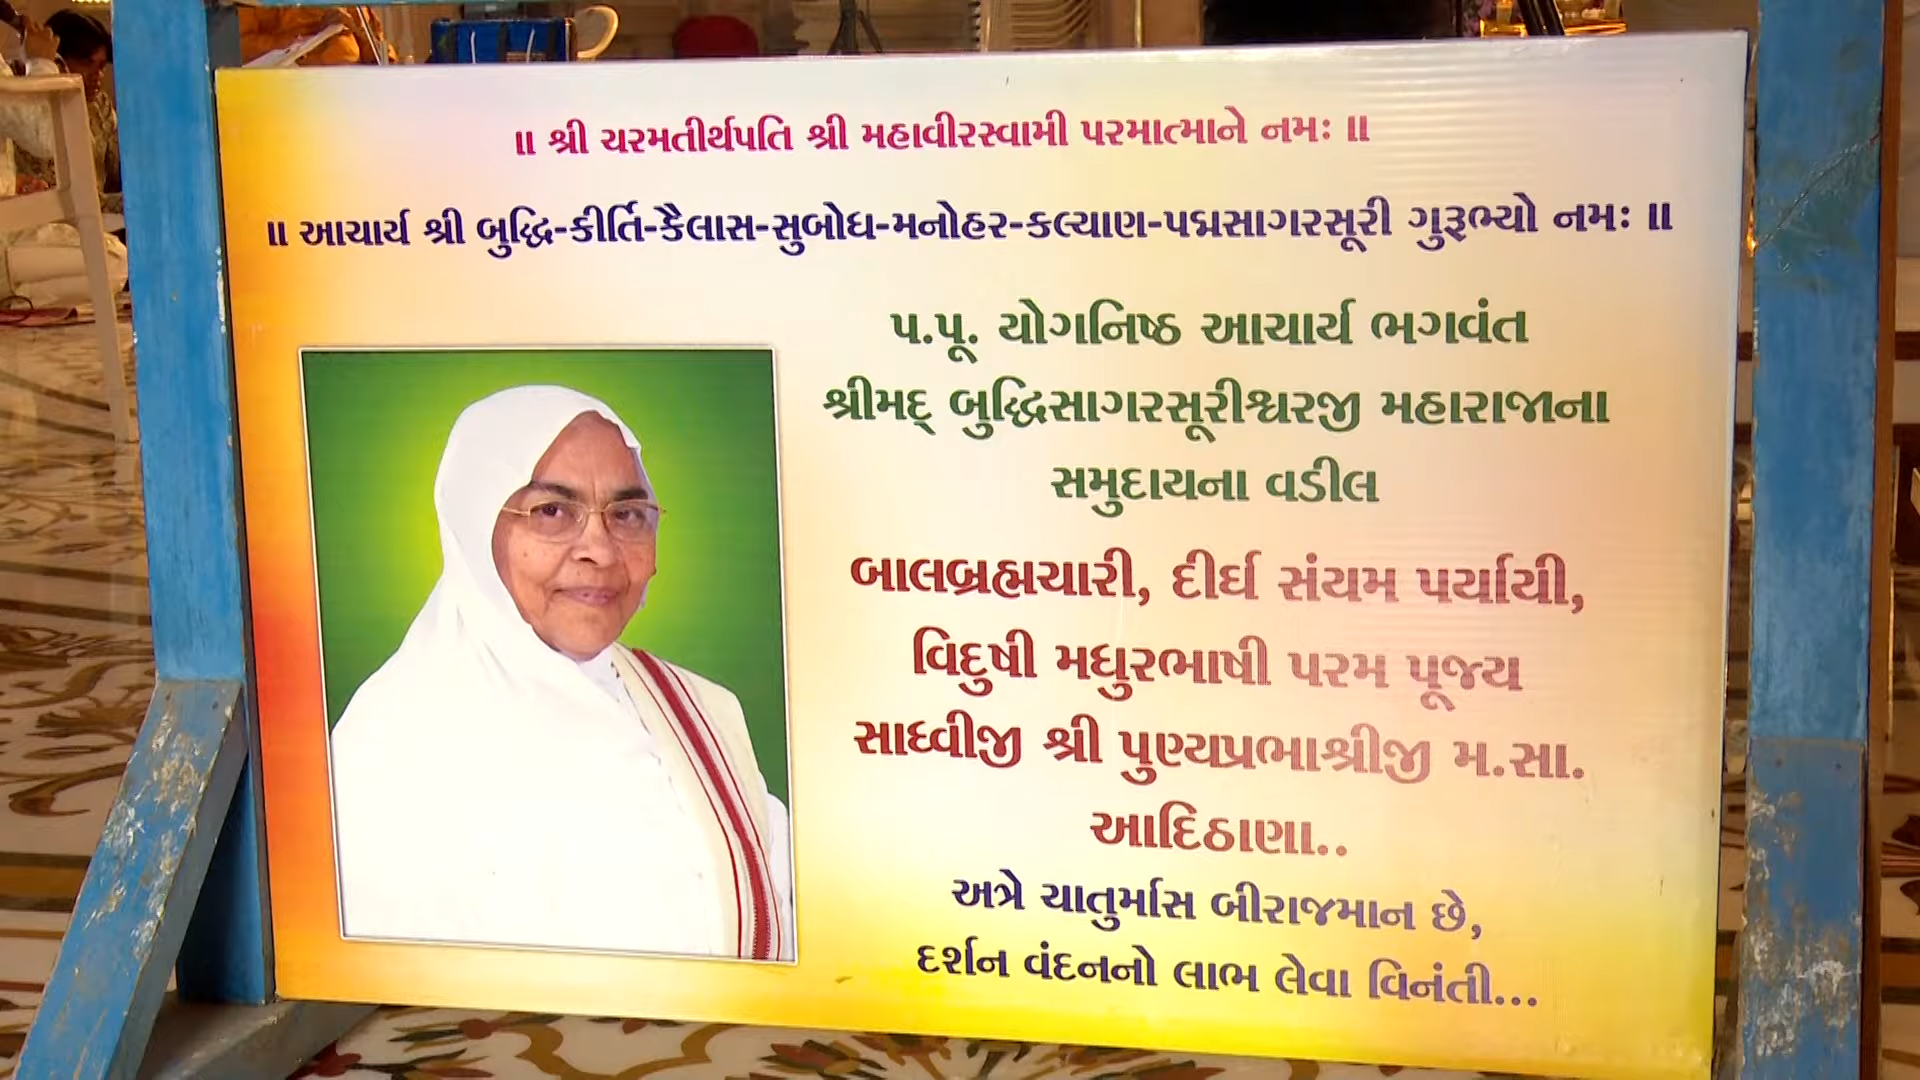 ॥ શ્રી ચરમતીર્થપતિ શ્રી મહાવીરસ્વામી પરમાત્માને નમઃ ॥
॥ આચાર્ય શ્રી બુદ્ધિ-કીર્તિ-કૈલાસ-સુબોધ-મનોહર-કલ્યાણ-પદ્મસાગરસૂરી ગુરૂભ્યો નમઃ ॥
પ.પૂ. યોગનિષ્ઠ આચાર્ય ભગવંત
શ્રીમદ્ બુદ્ધિસાગરસૂરીશ્વરજી મહારાજાના
સમુદાયના વડીલ
બાલબ્રહ્મચારી, દીર્ઘ સંયમ પર્યાયી,
વિદુષી મધુરભાષી પરમ પૂજ્ય
સાધ્વીજી શ્રી પુણ્યપ્રભાશ્રીજી મ.સા.
આદિઠાણા..
અત્રે ચાતુર્માસ બીરાજમાન છે,
દર્શન વંદનનો લાભ લેવા વિનંતી...